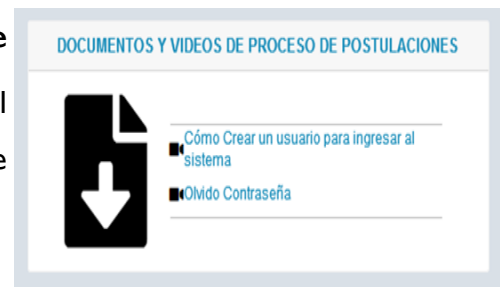 e
DOCUMENTOS Y VIDEOS DE PROCESO DE POSTULACIONES
l
Cómo Crear un usuario para ingresar al
sistema
e
Olvido Contraseña